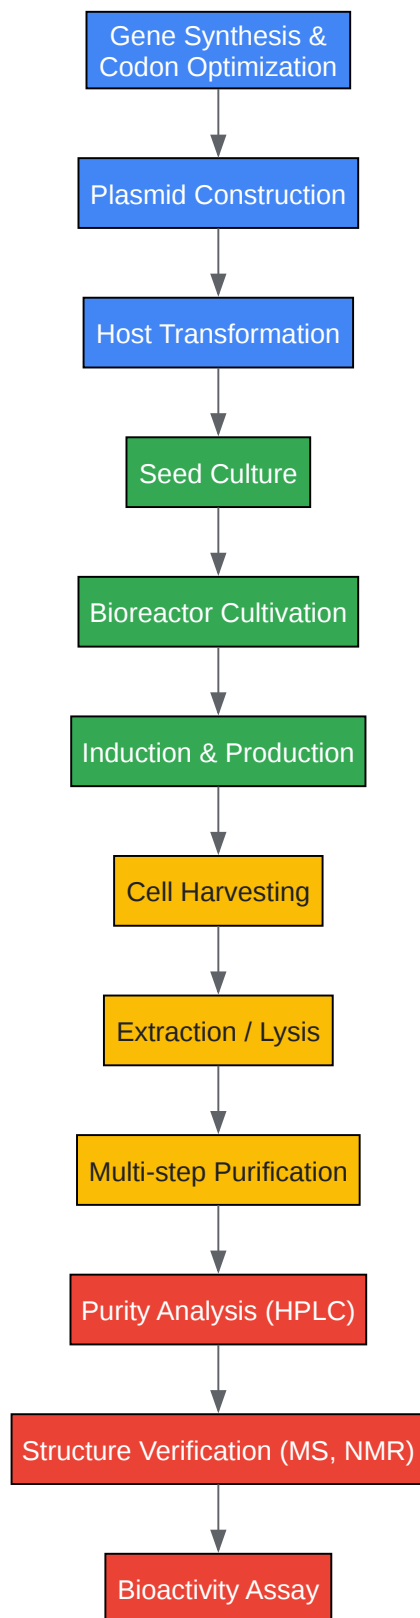 Gene Synthesis &
Codon Optimization
Plasmid Construction
Host Transformation
Seed Culture
Bioreactor Cultivation
Induction & Production
Cell Harvesting
Extraction / Lysis
Multi-step Purification
Purity Analysis (HPLC)
Structure Verification (MS, NMR)
Bioactivity Assay